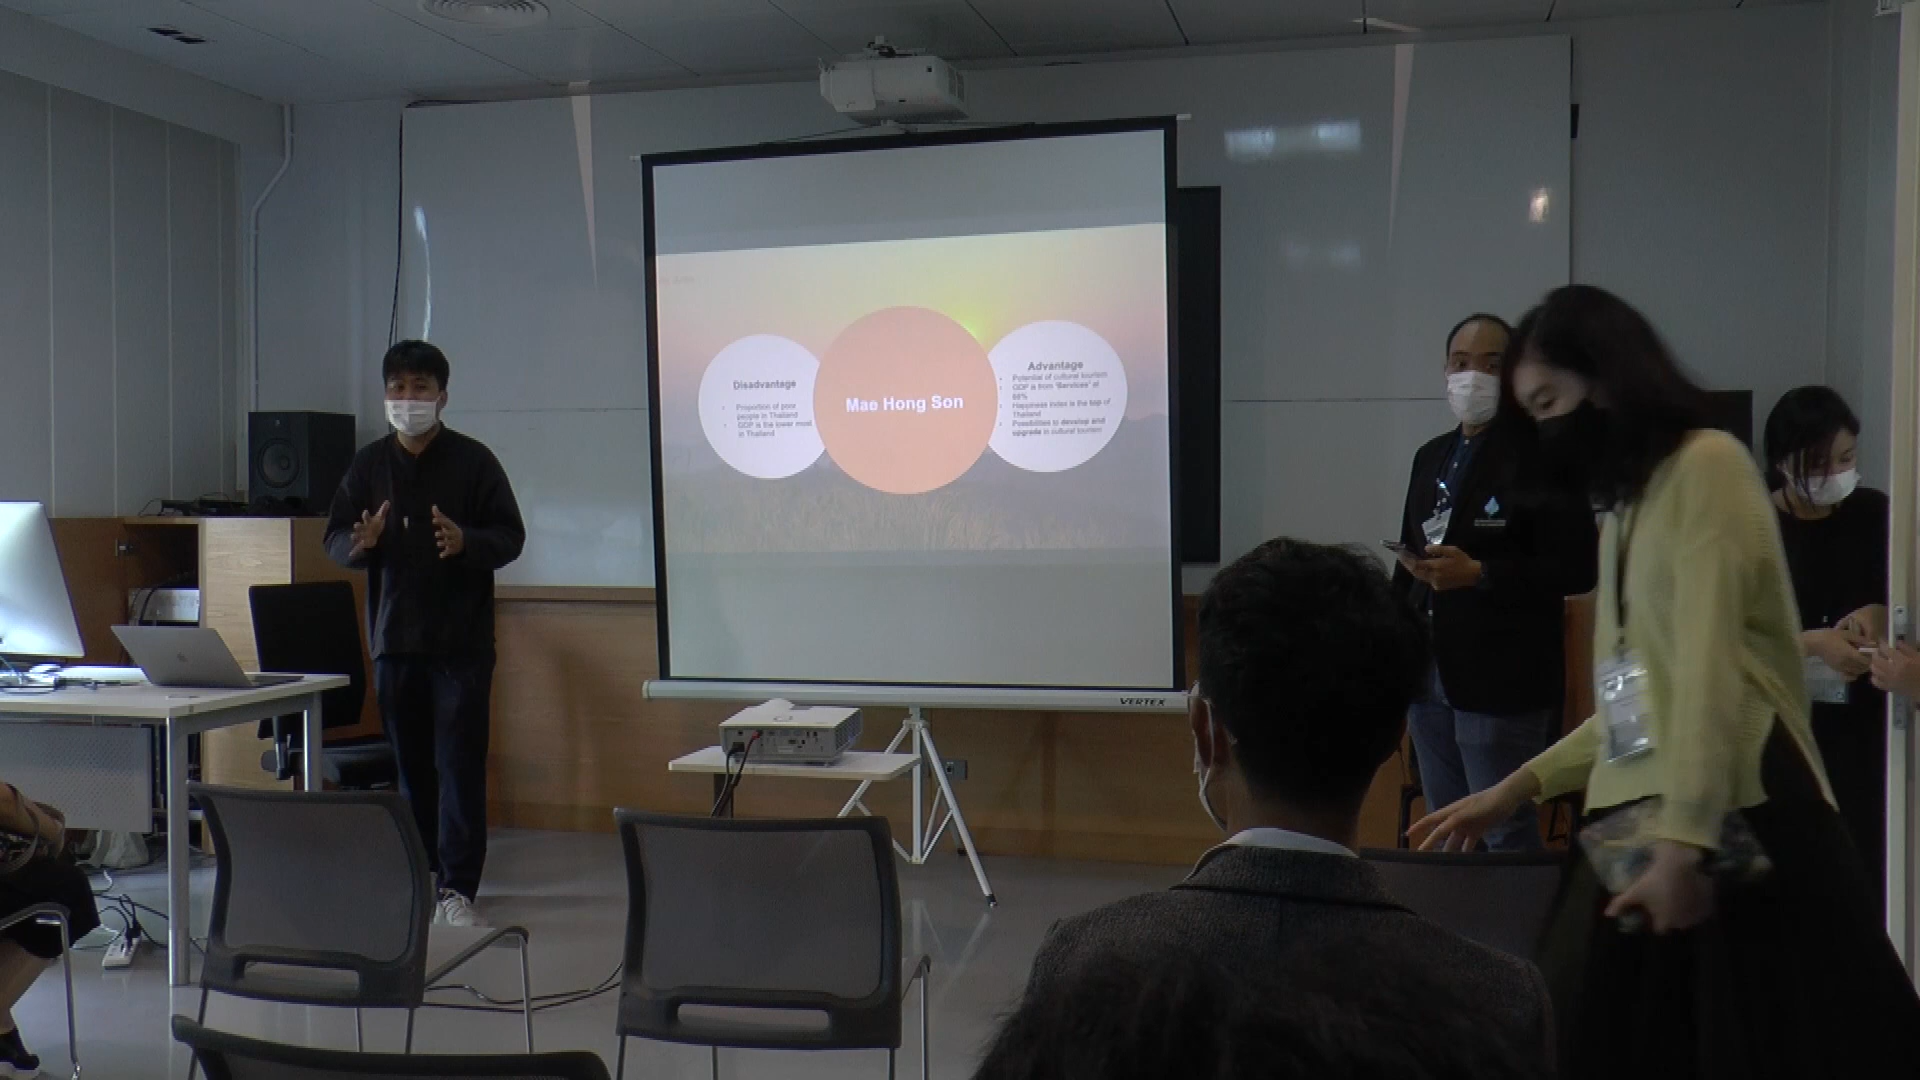 Disadvantage
Proportion of poor
people in Thailand
GDP is the lower most
in Thailand
Mae Hong Son
Advantage
Potential of cultural tourism
GDP is from 'Services' at
Happiness index is the top of
Thailand
Possibilities to develop and
upgrade in cultural tourism
VERTEX